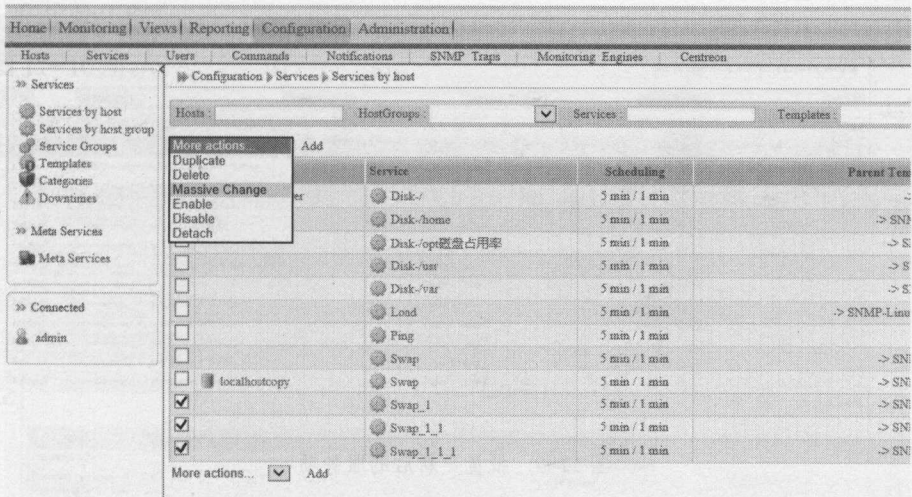 Home Monitoring Views Reporting Configuration Administration
Hosts Services Users Commands Notifications SNMP Traps Monitoring Engines Centreon
Services
Services by host
Services by host group
Service Groups
Templates
Categories
Downtimes
Meta Services
Meta Services
Connected
admin
Configuration Services Services by host
Hosts : HostGroups : Services : Templates :
More actions... Add
Duplicate
Delete
Massive Change
Enable
Disable
Detach
Service Scheduling Parent Tem
er Disk-/ 5 min / 1 min
Disk-/home 5 min / 1 min -> SNM
Disk-/opt磁盘占用率 5 min / 1 min -> S
Disk-/usr 5 min / 1 min -> S
Disk-/var 5 min / 1 min -> S
Load 5 min / 1 min -> SNMP-Linu
Ping 5 min / 1 min
Swap 5 min / 1 min -> SN
localhostcopy Swap 5 min / 1 min -> SN
Swap_1 5 min / 1 min -> SN
Swap_1_1 5 min / 1 min -> SN
Swap_1_1_1 5 min / 1 min -> SN
More actions... Add